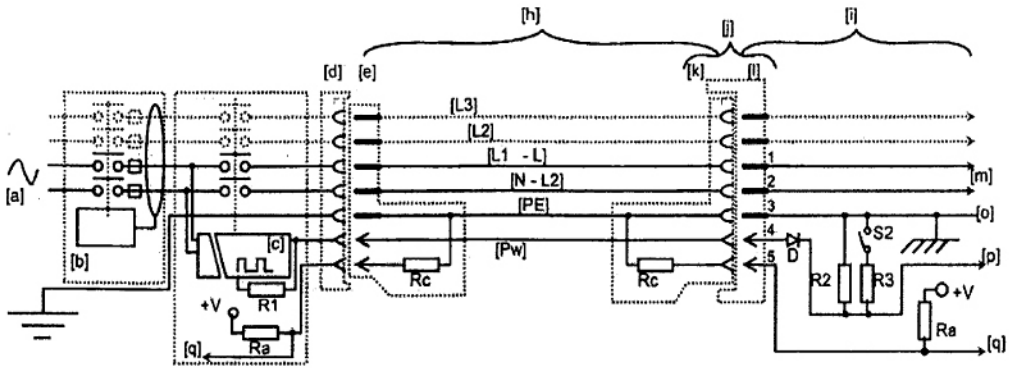 [h]
[j]
[i]
[d]
[e]
[k]
[l]
[L3]
[L2]
[L1 - L]
1
[a]
[N - L2]
2
[m]
[PE]
3
[o]
[c]
[Pw]
4
S2
D
[p]
[b]
5
Rc
Rc
R2
R3
R1
+V
+V
Ra
Ra
[q]
[q]